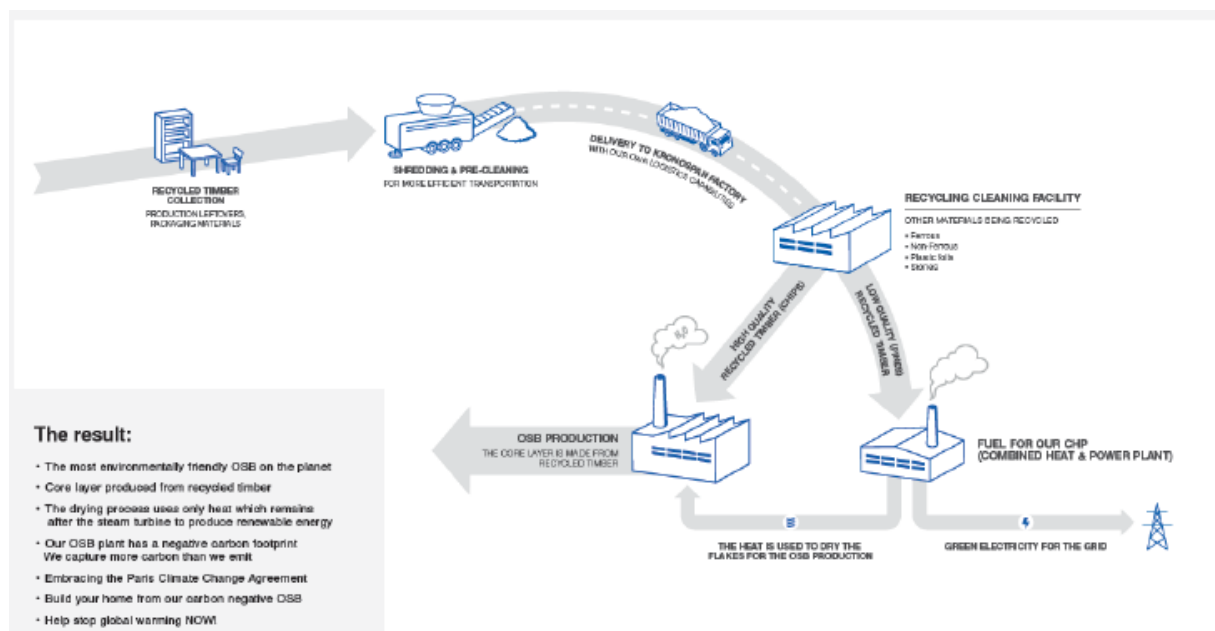 RECYCLED TIMBER
COLLECTION
PRODUCTION LEFTOVERS,
PACKAGING MATERIALS
SHREDDING & PRE-CLEANING
FOR MORE EFFICIENT TRANSPORTATION
DELIVERY TO KRONOSPAN FACTORY
WITH OUR OWN LOGISTICS CAPABILITIES
RECYCLING CLEANING FACILITY
OTHER MATERIALS BEING RECYCLED
• Ferrous
• Non-Ferrous
• Plastic foils
• Stones
HIGH QUALITY
RECYCLED TIMBER (CHIPS)
LOW QUALITY (FINES)
RECYCLED TIMBER
H₂O
OSB PRODUCTION
THE CORE LAYER IS MADE FROM
RECYCLED TIMBER
FUEL FOR OUR CHP
(COMBINED HEAT & POWER PLANT)
THE HEAT IS USED TO DRY THE
FLAKES FOR THE OSB PRODUCTION
GREEN ELECTRICITY FOR THE GRID
The result:
• The most environmentally friendly OSB on the planet
• Core layer produced from recycled timber
• The drying process uses only heat which remains
after the steam turbine to produce renewable energy
• Our OSB plant has a negative carbon footprint
We capture more carbon than we emit
• Embracing the Paris Climate Change Agreement
• Build your home from our carbon negative OSB
• Help stop global warming NOW!